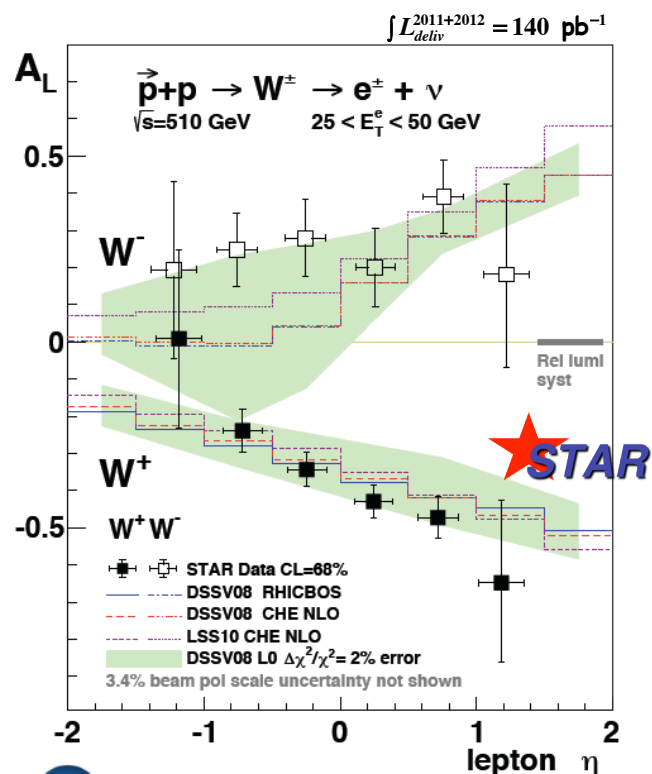 ∫L_deliv^2011+2012 = 140 pb⁻¹
A_L
p⃗+p → W± → e± + ν
√s=510 GeV 25 < E_T^e < 50 GeV
0.5
W⁻
0
Rel lumi
syst
W⁺
STAR
-0.5
W⁺ W⁻
STAR Data CL=68%
DSSV08 RHICBOS
DSSV08 CHE NLO
LSS10 CHE NLO
DSSV08 L0 Δχ²/χ²= 2% error
3.4% beam pol scale uncertainty not shown
-2 -1 0 1 2
lepton η